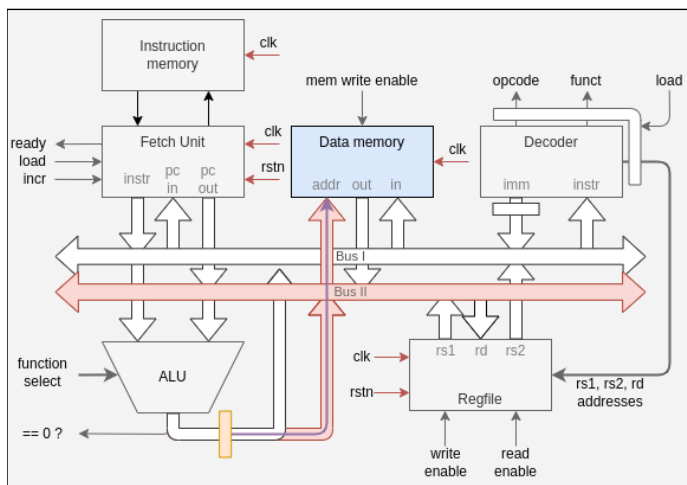 Instruction
memory
clk
mem write enable
opcode
funct
load
ready
load
incr
Fetch Unit
instr
pc
in
pc
out
clk
rstn
Data memory
addr
out
in
clk
Decoder
imm
instr
Bus I
Bus II
function
select
ALU
== 0 ?
clk
rstn
rs1
rd
rs2
Regfile
rs1, rs2, rd
addresses
write
enable
read
enable